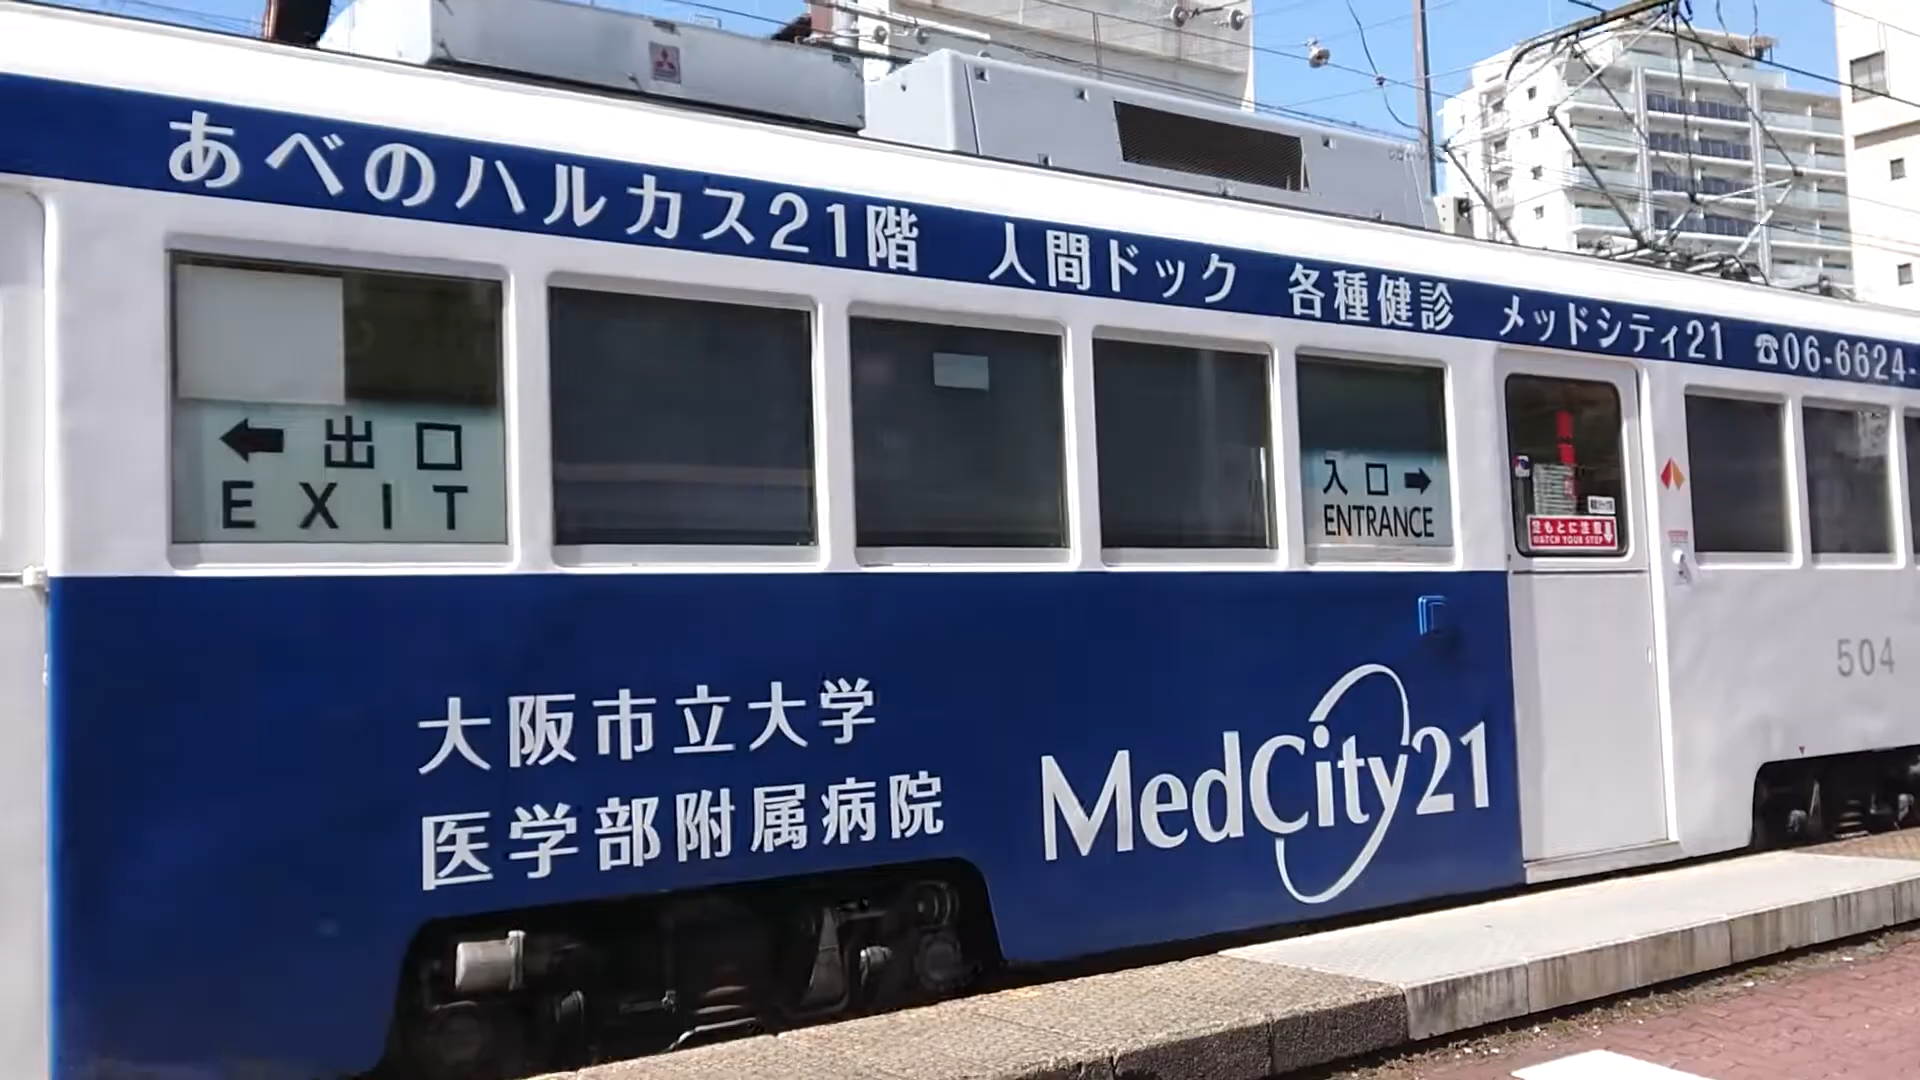 あべのハルカス21階 人間ドック 各種健診 メッドシティ21 ☎06-6624-
← 出口
EXIT
入口 →
ENTRANCE
足もとに注意
WATCH YOUR STEP
504
大阪市立大学
医学部附属病院
MedCity21